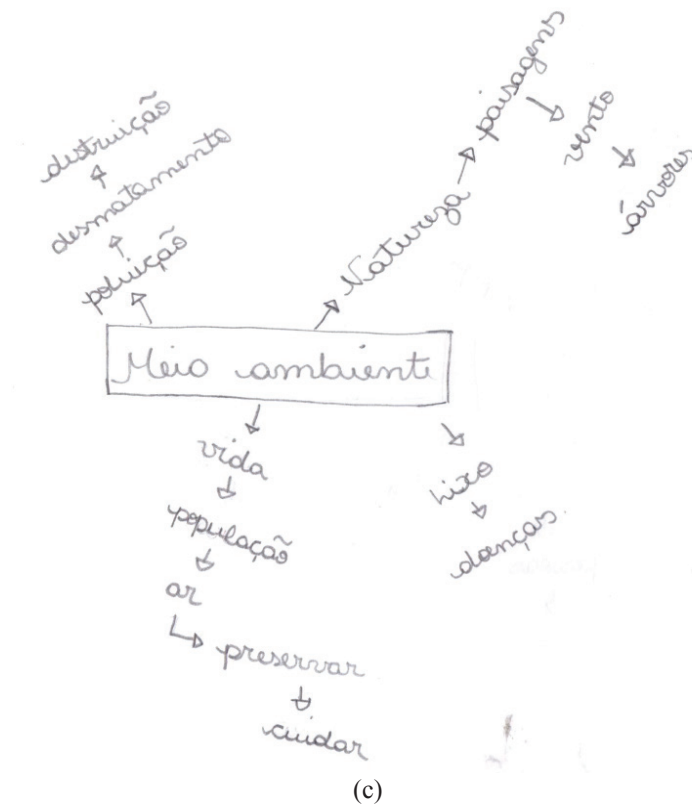 destruição
desmatamento
poluição
paisagens
vento
árvores
Natureza
Meio ambiente
vida
população
ar
preservar
cuidar
Lixo
doenças
(c)